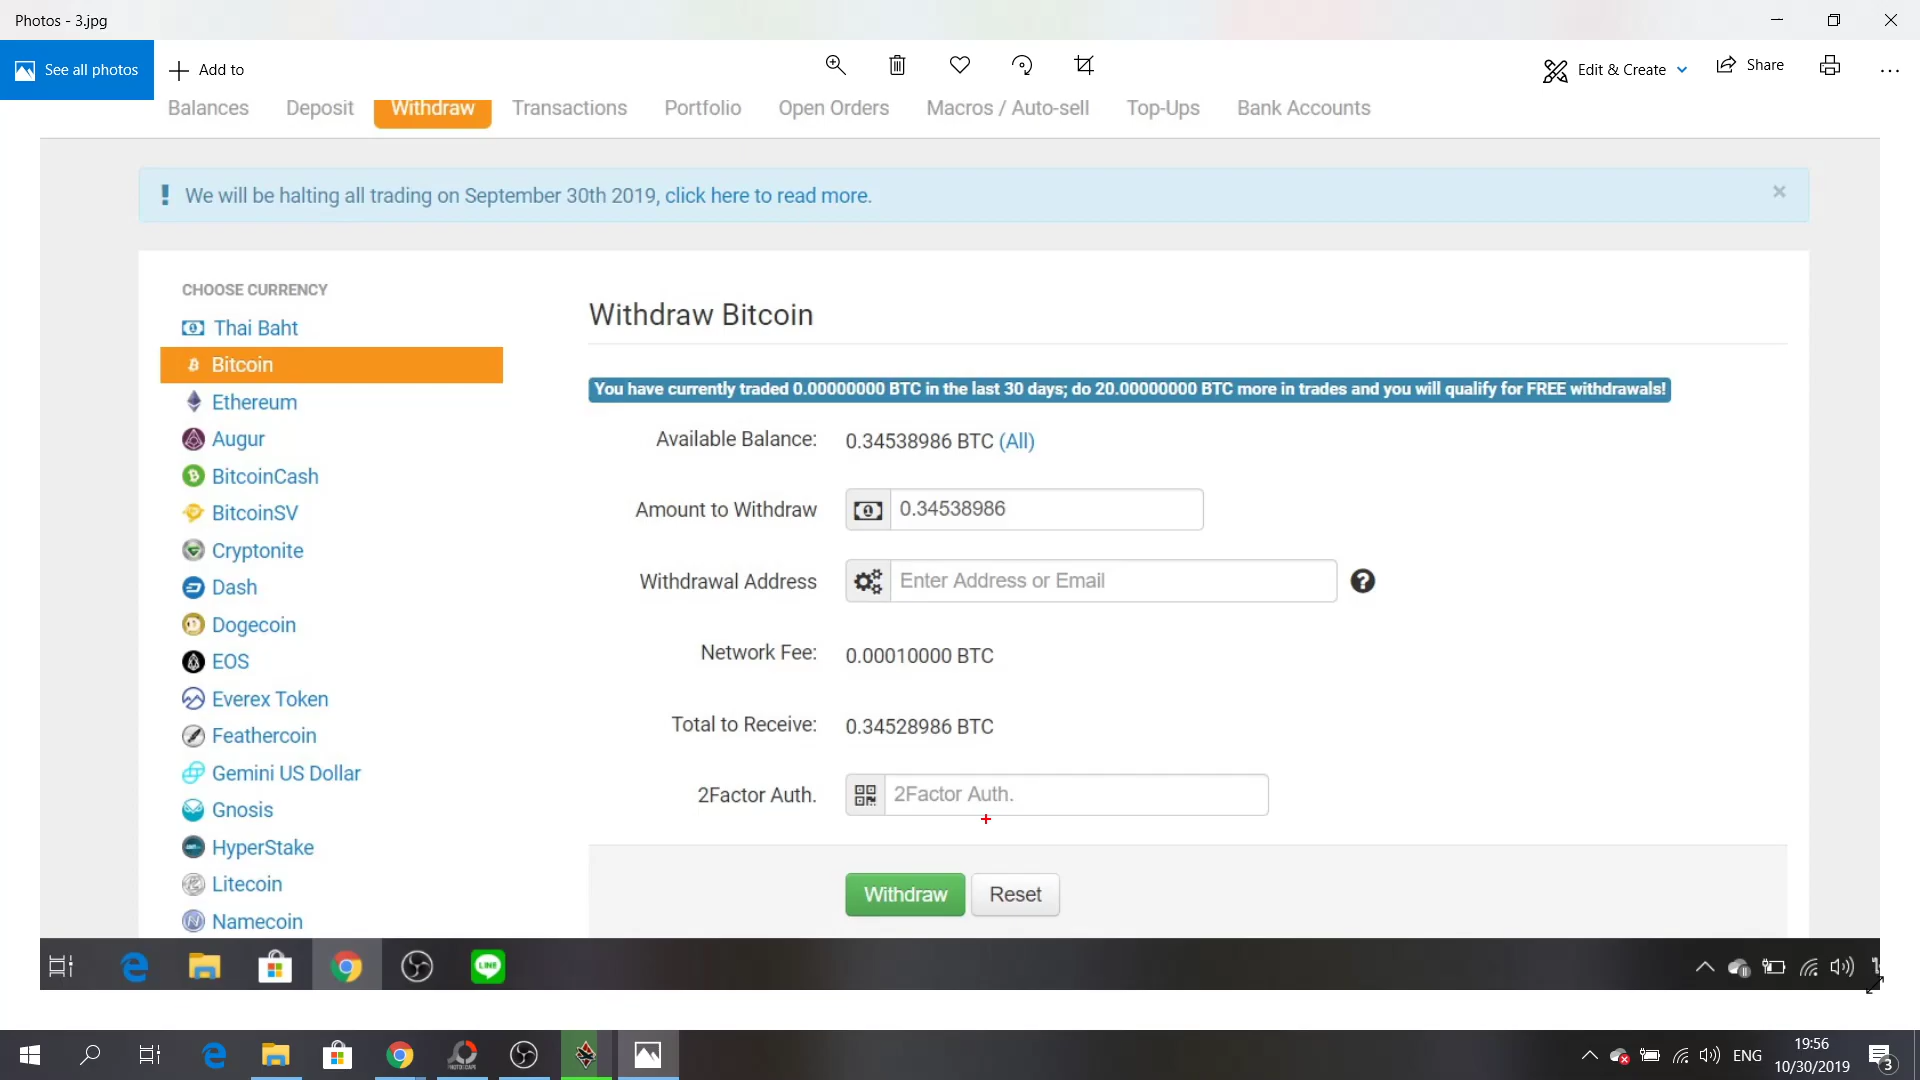 Photos - 3.jpg
See all photos
Add to
Edit & Create
Share
Balances Deposit Withdraw Transactions Portfolio Open Orders Macros / Auto-sell Top-Ups Bank Accounts
We will be halting all trading on September 30th 2019, click here to read more.
CHOOSE CURRENCY
Thai Baht
Bitcoin
Ethereum
Augur
BitcoinCash
BitcoinSV
Cryptonite
Dash
Dogecoin
EOS
Everex Token
Feathercoin
Gemini US Dollar
Gnosis
HyperStake
Litecoin
Namecoin
Withdraw Bitcoin
You have currently traded 0.00000000 BTC in the last 30 days; do 20.00000000 BTC more in trades and you will qualify for FREE withdrawals!
Available Balance: 0.34538986 BTC (All)
Amount to Withdraw 0.34538986
Withdrawal Address Enter Address or Email
Network Fee: 0.00010000 BTC
Total to Receive: 0.34528986 BTC
2Factor Auth. 2Factor Auth.
Withdraw Reset
LINE
ENG
19:56
10/30/2019
3